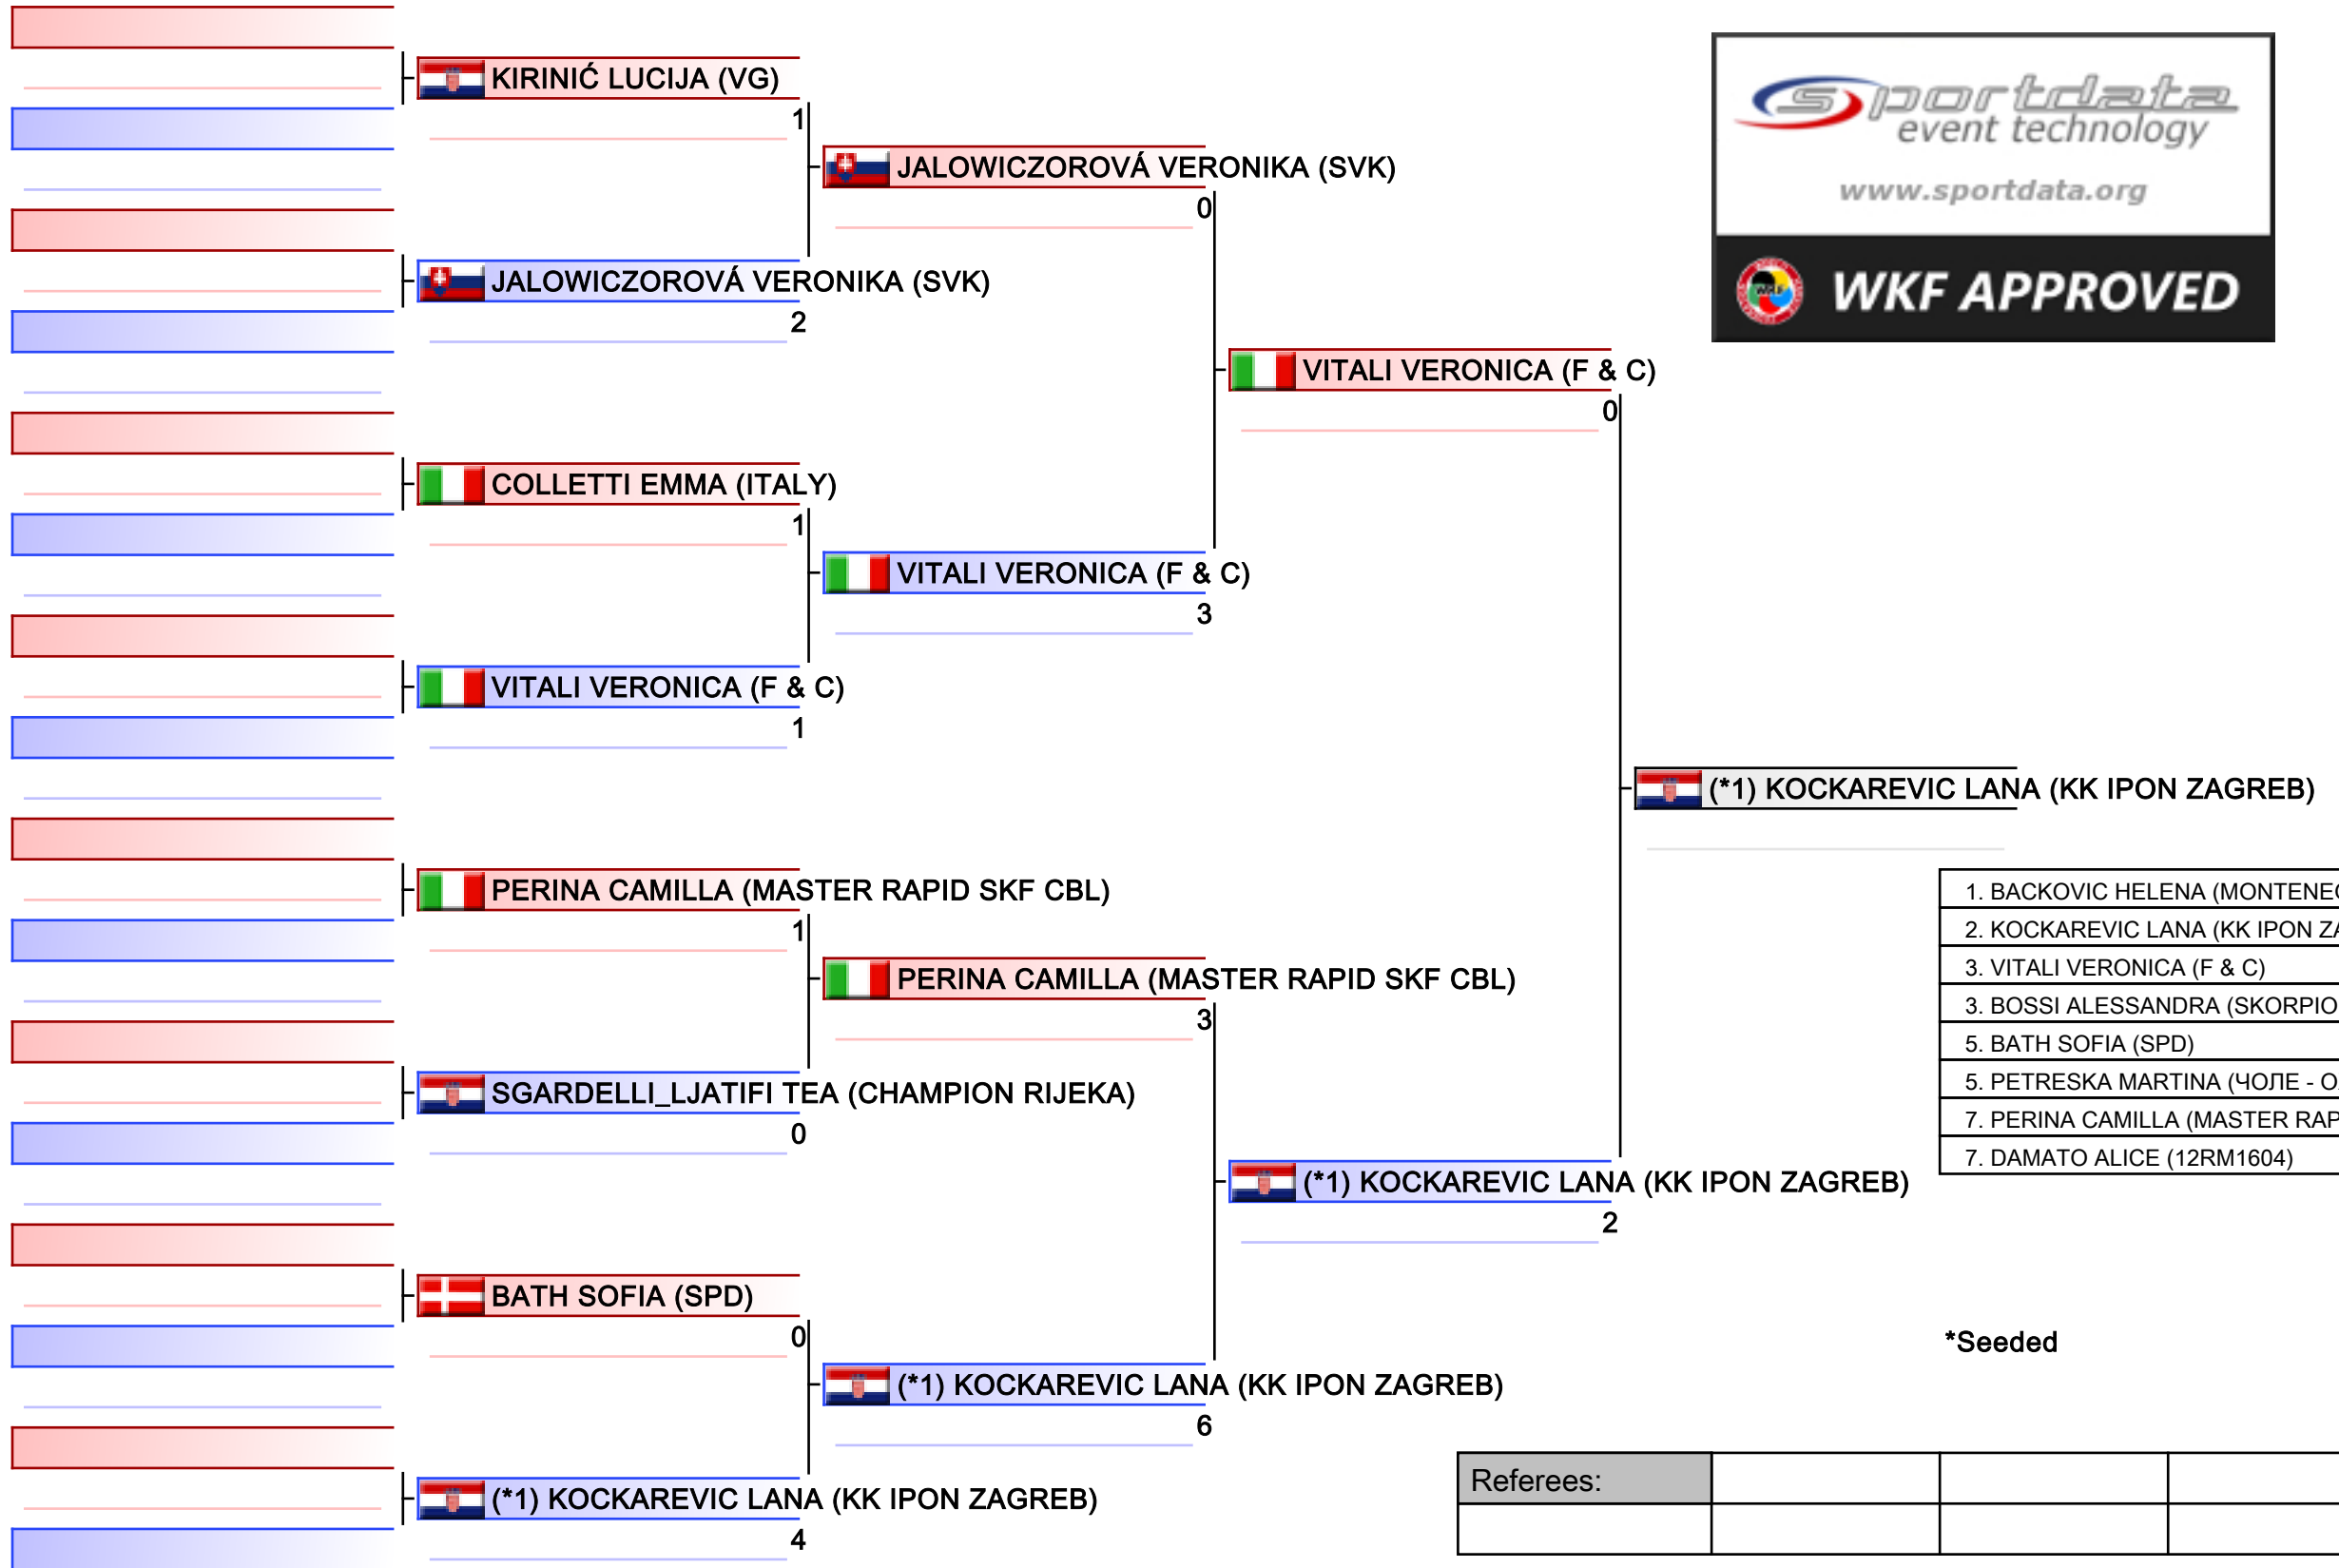 KIRINIĆ LUCIJA (VG)
1
JALOWICZOROVÁ VERONIKA (SVK)
0
JALOWICZOROVÁ VERONIKA (SVK)
2
VITALI VERONICA (F & C)
0
COLLETTI EMMA (ITALY)
1
VITALI VERONICA (F & C)
3
VITALI VERONICA (F & C)
1
(*1) KOCKAREVIC LANA (KK IPON ZAGREB)
PERINA CAMILLA (MASTER RAPID SKF CBL)
1
PERINA CAMILLA (MASTER RAPID SKF CBL)
3
SGARDELLI_LJATIFI TEA (CHAMPION RIJEKA)
0
(*1) KOCKAREVIC LANA (KK IPON ZAGREB)
2
BATH SOFIA (SPD)
0
(*1) KOCKAREVIC LANA (KK IPON ZAGREB)
6
(*1) KOCKAREVIC LANA (KK IPON ZAGREB)
4
sportdata
event technology
www.sportdata.org
WKF APPROVED
1. BACKOVIC HELENA (MONTENEG
2. KOCKAREVIC LANA (KK IPON ZA
3. VITALI VERONICA (F & C)
3. BOSSI ALESSANDRA (SKORPIO
5. BATH SOFIA (SPD)
5. PETRESKA MARTINA (ЧОЛЕ - О
7. PERINA CAMILLA (MASTER RAP
7. DAMATO ALICE (12RM1604)
*Seeded
Referees: